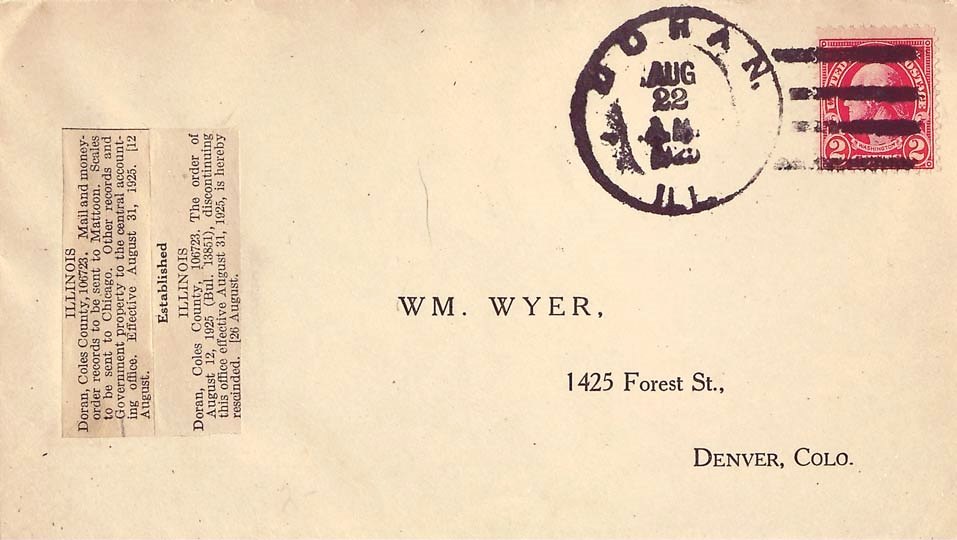 DORAN.
AUG
22
A.M.
ILL.
UNITED STATES POSTAGE
WASHINGTON
2 2
ILLINOIS
Doran, Coles County, 106723. Mail and money-
order records to be sent to Mattoon. Scales
to be sent to Chicago. Other records and
Government property to the central account-
ing office. Effective August 31, 1925. [12
August.
Established
ILLINOIS
Doran, Coles County, 106723. The order of
August 12, 1925 (Bul. 13851), discontinuing
this office effective August 31, 1925, is hereby
rescinded. [26 August.
WM. WYER,
1425 Forest St.,
DENVER, COLO.